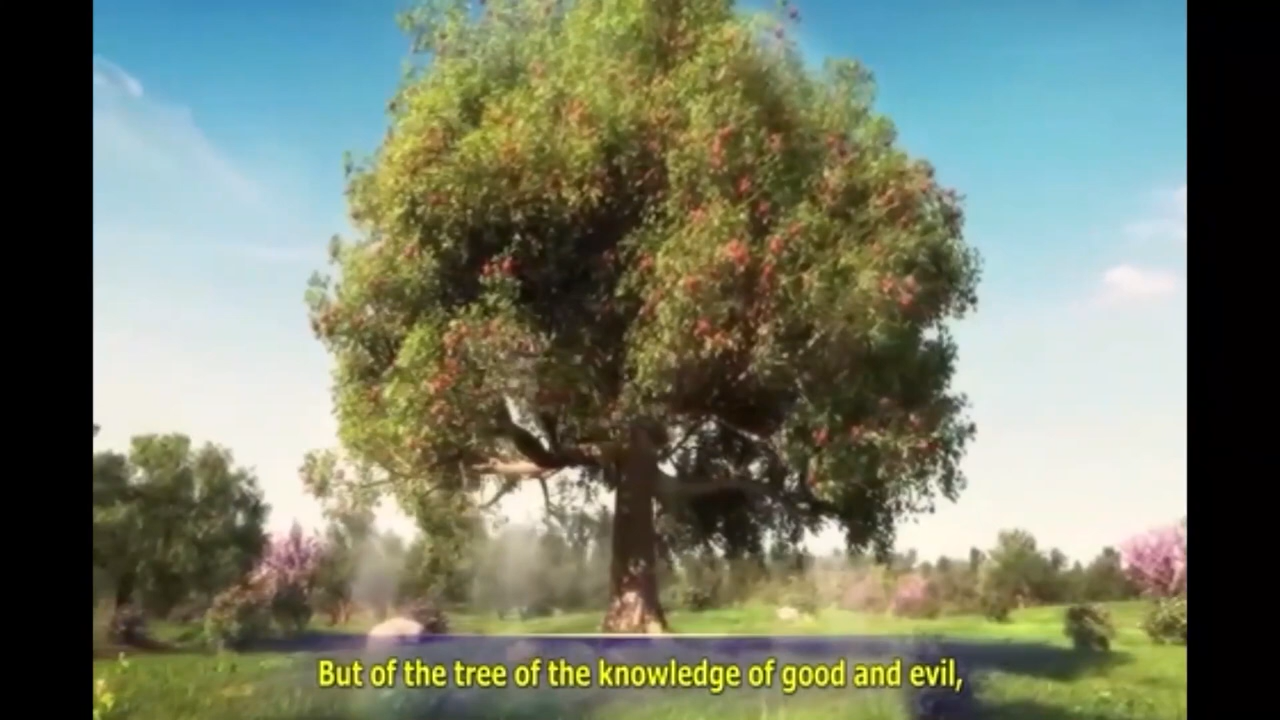 But of the tree of the knowledge of good and evil,